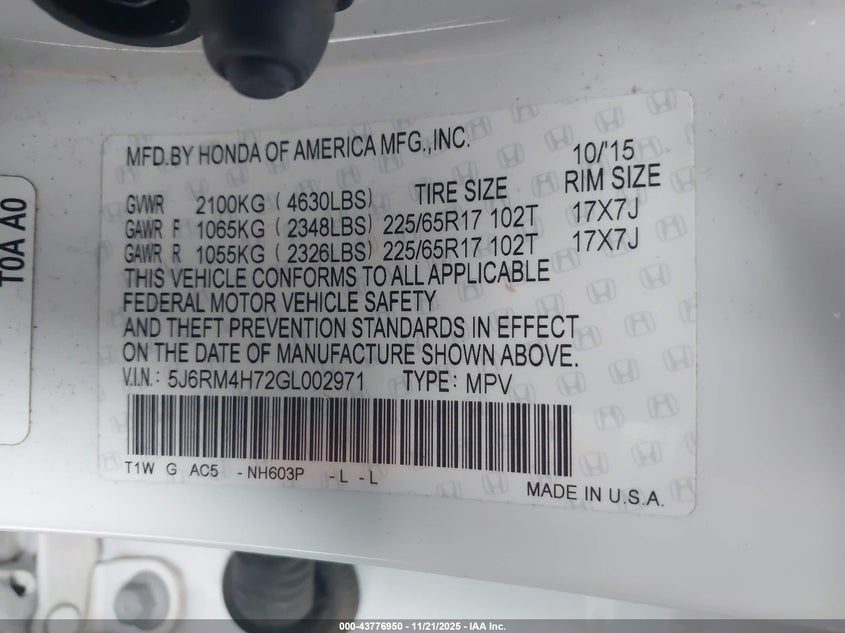 MFD.BY HONDA OF AMERICA MFG.,INC. 10/'15
GVWR 2100KG (4630LBS) TIRE SIZE RIM SIZE
GAWR F 1065KG (2348LBS) 225/65R17 102T 17X7J
GAWR R 1055KG (2326LBS) 225/65R17 102T 17X7J
THIS VEHICLE CONFORMS TO ALL APPLICABLE
FEDERAL MOTOR VEHICLE SAFETY
AND THEFT PREVENTION STANDARDS IN EFFECT
ON THE DATE OF MANUFACTURE SHOWN ABOVE.
V.I.N.: 5J6RM4H72GL002971 TYPE: MPV
T1W G AC5 -NH603P -L -L
MADE IN U.S.A.
T0A A0
000-43776950 - 11/21/2025 - IAA Inc.